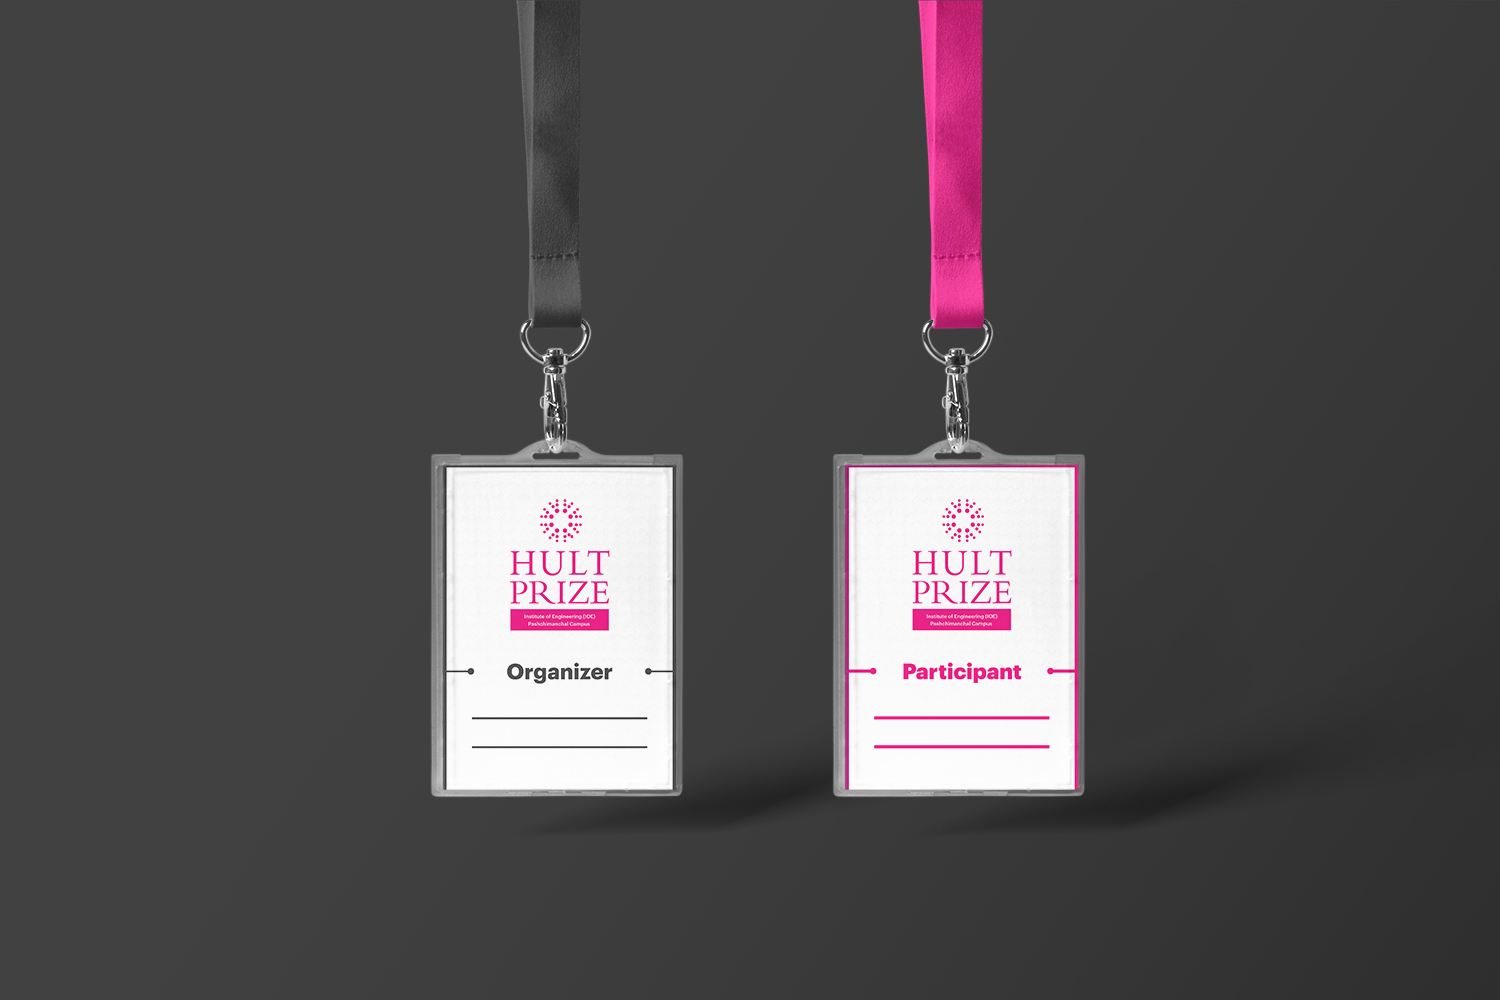 HULT
PRIZE
Institute of Engineering (IOE)
Pashchimanchal Campus
Organizer
HULT
PRIZE
Institute of Engineering (IOE)
Pashchimanchal Campus
Participant